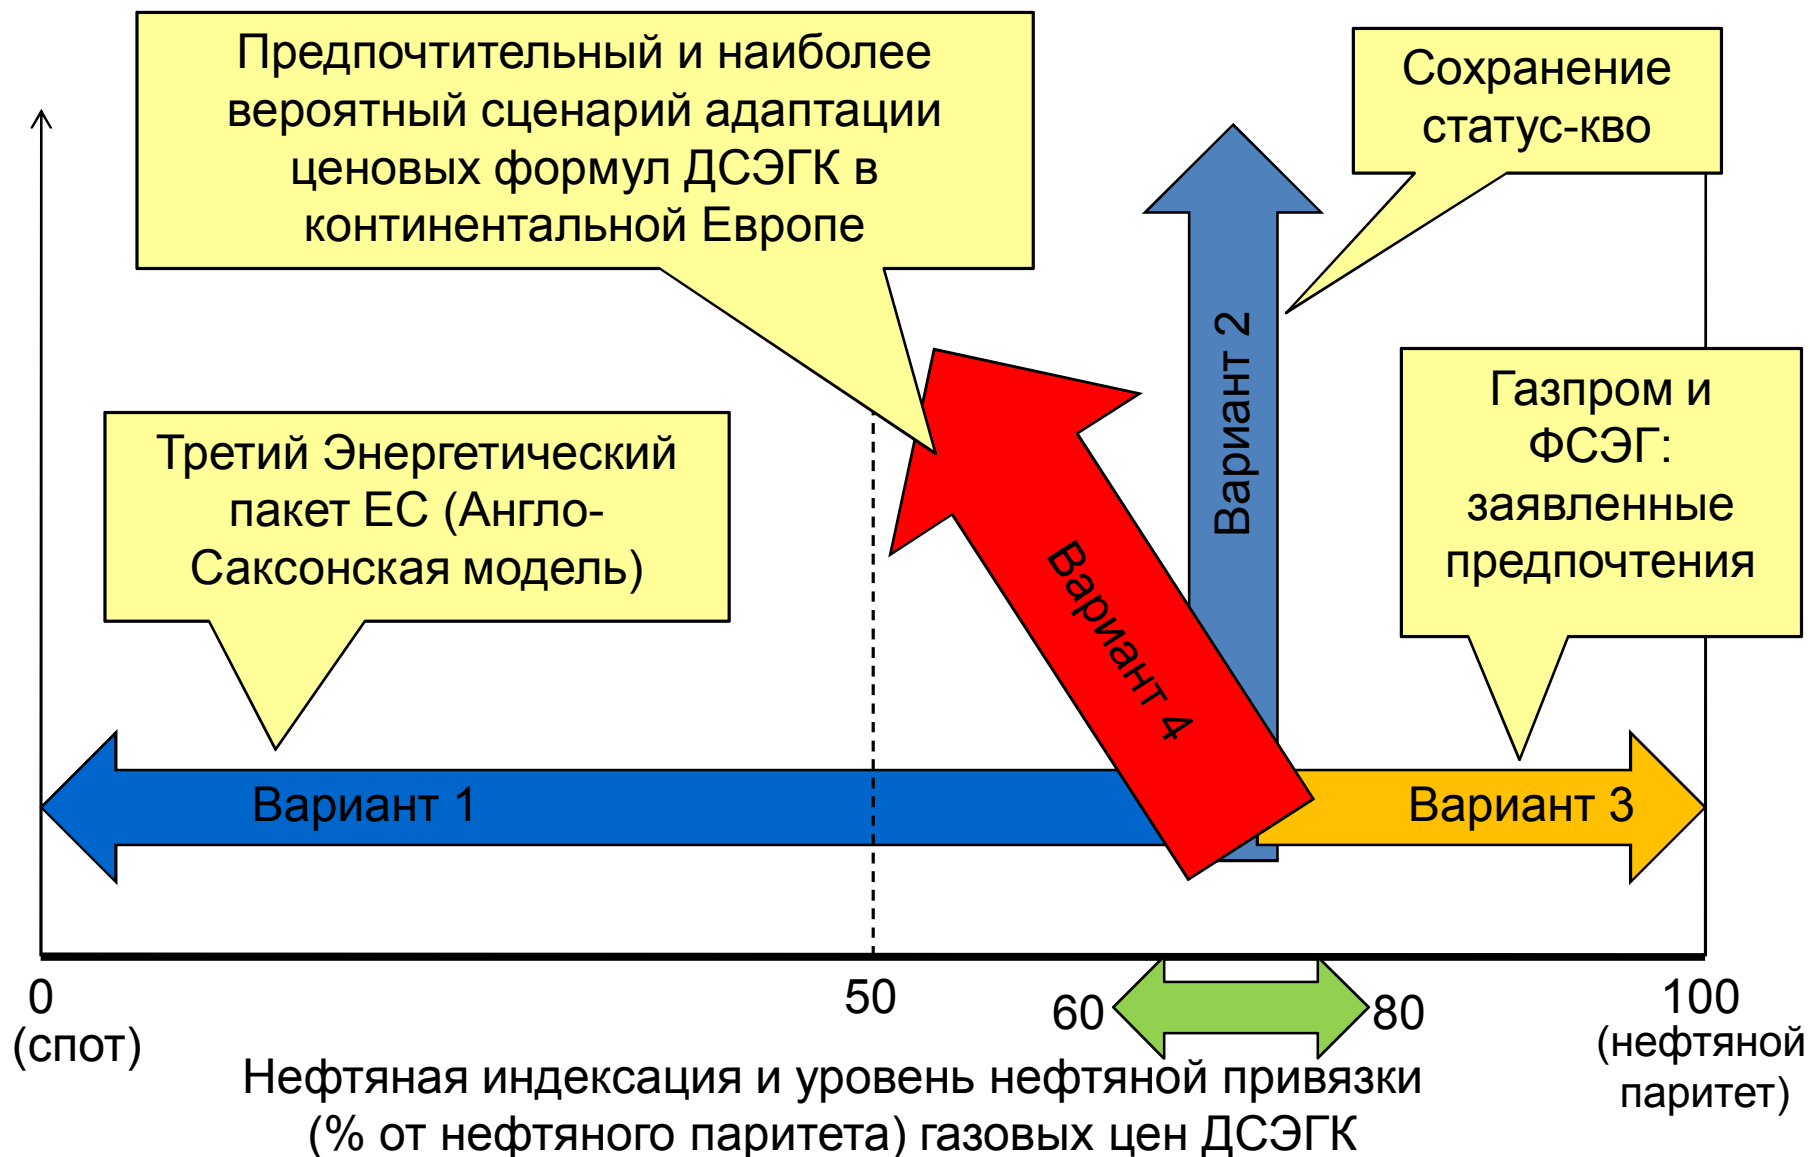 Предпочтительный и наиболее
вероятный сценарий адаптации
ценовых формул ДСЭГК в
континентальной Европе
Сохранение
статус-кво
Третий Энергетический
пакет ЕС (Англо-
Саксонская модель)
Газпром и
ФСЭГ:
заявленные
предпочтения
Вариант 2
Вариант 4
Вариант 1
Вариант 3
0
(спот)
50
60
80
100
(нефтяной
паритет)
Нефтяная индексация и уровень нефтяной привязки
(% от нефтяного паритета) газовых цен ДСЭГК